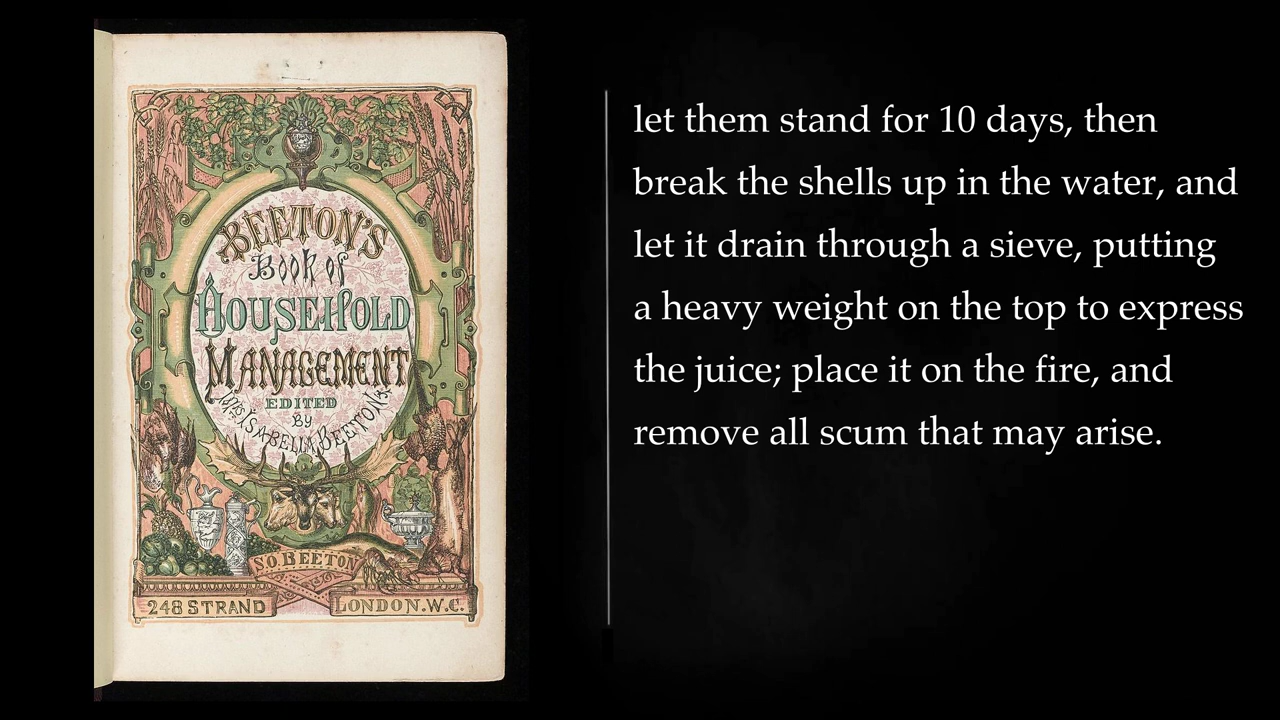 BEETON'S
Book of
HOUSEHOLD
MANAGEMENT
EDITED
BY
MRS ISABELLA BEETON
S.O. BEETON
248 STRAND
LONDON. W.C.
let them stand for 10 days, then
break the shells up in the water, and
let it drain through a sieve, putting
a heavy weight on the top to express
the juice; place it on the fire, and
remove all scum that may arise.